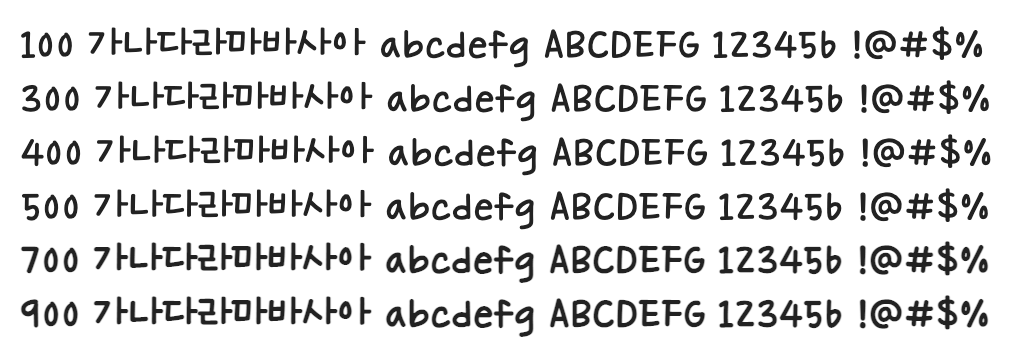 100 가나다라마바사아 abcdefg ABCDEFG 123456 !@#$%
300 가나다라마바사아 abcdefg ABCDEFG 123456 !@#$%
400 가나다라마바사아 abcdefg ABCDEFG 123456 !@#$%
500 가나다라마바사아 abcdefg ABCDEFG 123456 !@#$%
700 가나다라마바사아 abcdefg ABCDEFG 123456 !@#$%
900 가나다라마바사아 abcdefg ABCDEFG 123456 !@#$%